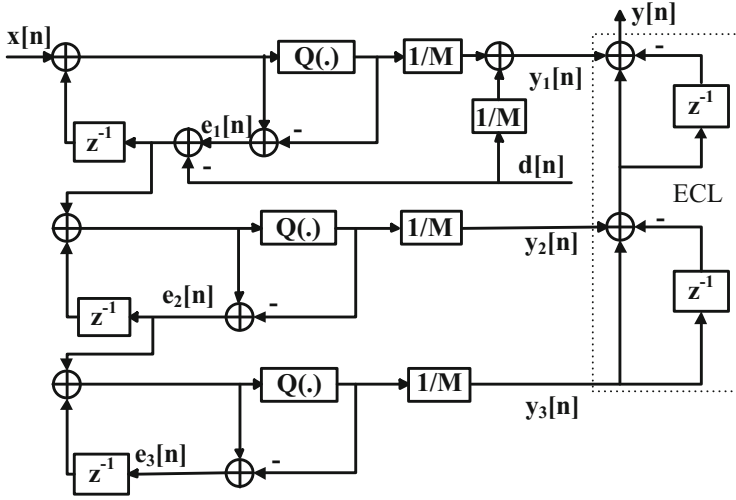 y[n]
x[n]
Q(.)
1/M
y₁[n]
z⁻¹
e₁[n]
1/M
z⁻¹
d[n]
ECL
Q(.)
1/M
y₂[n]
z⁻¹
e₂[n]
z⁻¹
Q(.)
1/M
y₃[n]
z⁻¹
e₃[n]